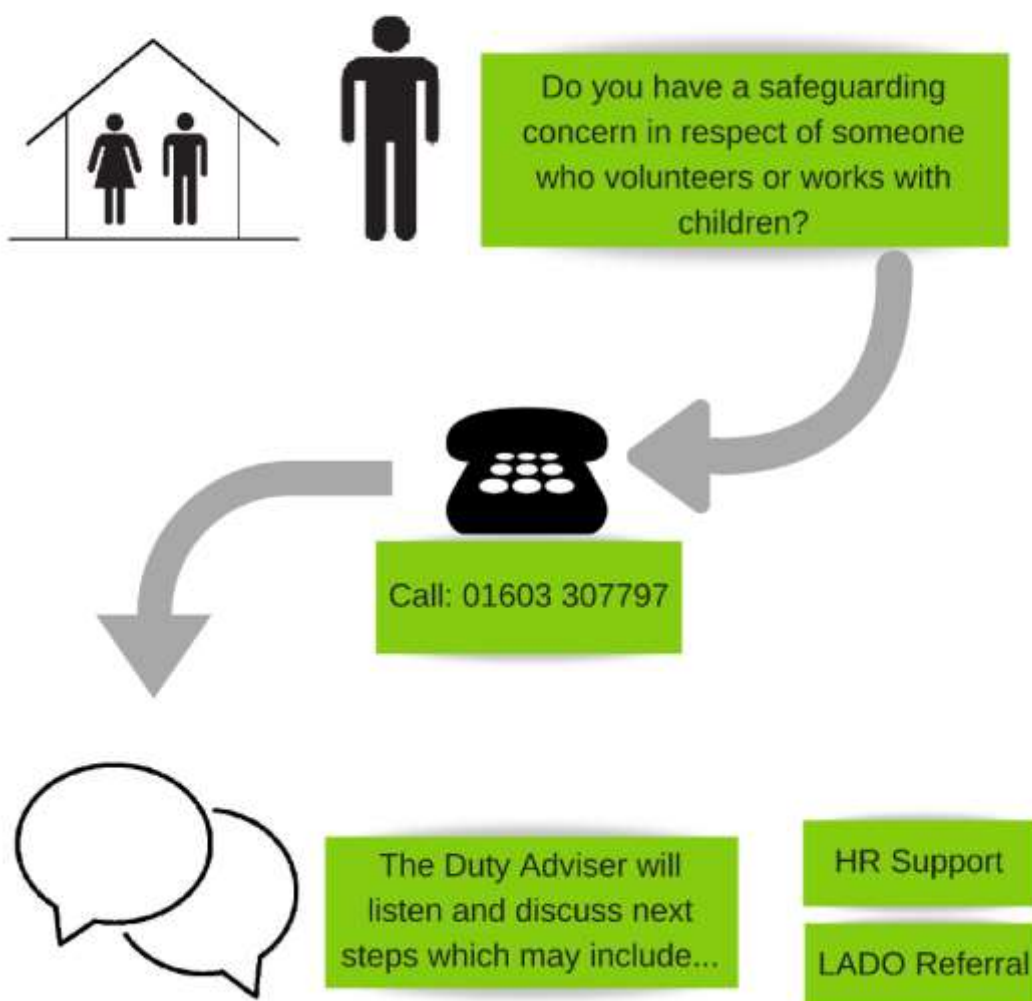 Do you have a safeguarding
concern in respect of someone
who volunteers or works with
children?
Call: 01603 307797
The Duty Adviser will
listen and discuss next
steps which may include...
HR Support
LADO Referral